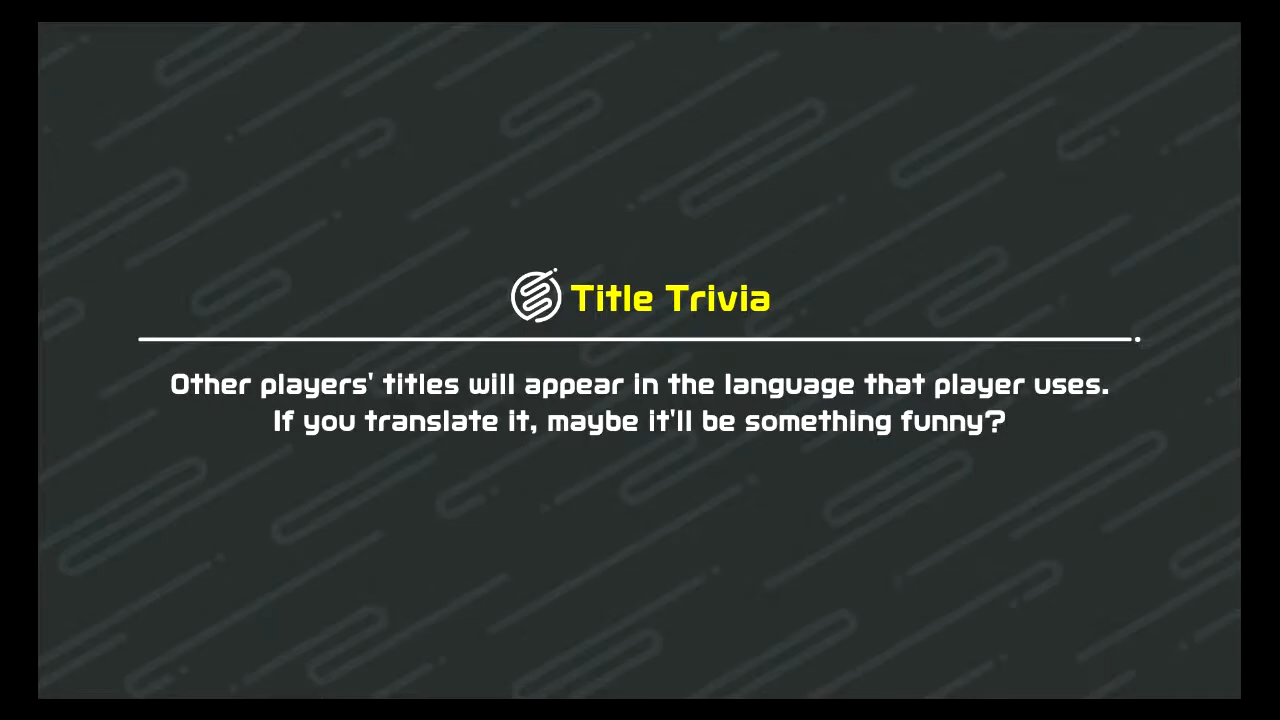 Title Trivia
Other players' titles will appear in the language that player uses.
If you translate it, maybe it'll be something funny?